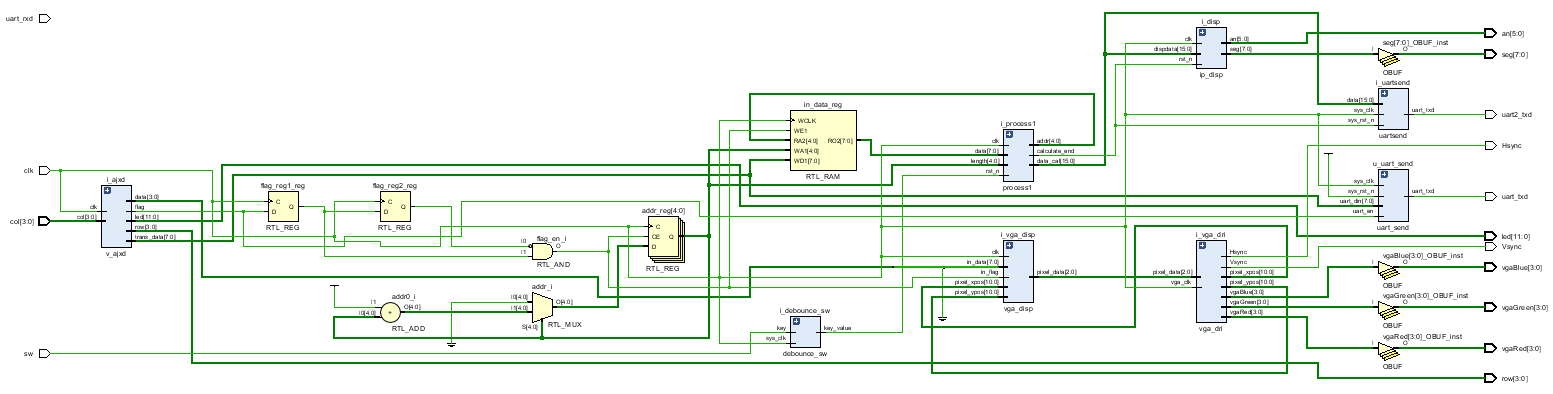 uart_rxd
clk
col[3:0]
sw
i_ajxd
clk
col[3:0]
data[3:0]
flag
led[11:0]
row[3:0]
trans_data[7:0]
v_ajxd
flag_reg1_reg
C
D
Q
RTL_REG
flag_reg2_reg
C
D
Q
RTL_REG
flag_en_i
I0
I1
O
RTL_AND
addr0_i
I1
I0[4:0]
+
O[4:0]
RTL_ADD
addr_i
I0[4:0]
I1[4:0]
S[4:0]
O[4:0]
RTL_MUX
addr_reg[4:0]
C
CE
D
Q
RTL_REG
in_data_reg
WCLK
WE1
RA2[4:0]
WA1[4:0]
WD1[7:0]
RO2[7:0]
RTL_RAM
i_debounce_sw
key
sys_clk
key_value
debounce_sw
i_process1
clk
data[7:0]
length[4:0]
rst_n
addr[4:0]
calculate_end
data_cal[15:0]
process1
i_vga_disp
clk
in_data[7:0]
in_flag
pixel_xpos[10:0]
pixel_ypos[10:0]
pixel_data[2:0]
vga_disp
i_disp
clk
dispdata[15:0]
rst_n
an[5:0]
seg[7:0]
ip_disp
i_vga_dri
pixel_data[2:0]
vga_clk
Hsync
Vsync
pixel_xpos[10:0]
pixel_ypos[10:0]
vgaBlue[3:0]
vgaGreen[3:0]
vgaRed[3:0]
vga_dri
seg[7:0]_OBUF_inst
I
O
OBUF
i_uartsend
data[15:0]
sys_clk
sys_rst_n
uart_txd
uartsend
u_uart_send
sys_clk
sys_rst_n
uart_din[7:0]
uart_en
uart_txd
uart_send
vgaBlue[3:0]_OBUF_inst
I
O
OBUF
vgaGreen[3:0]_OBUF_inst
I
O
OBUF
vgaRed[3:0]_OBUF_inst
I
O
OBUF
an[5:0]
seg[7:0]
uart2_txd
Hsync
uart_txd
led[11:0]
Vsync
vgaBlue[3:0]
vgaGreen[3:0]
vgaRed[3:0]
row[3:0]